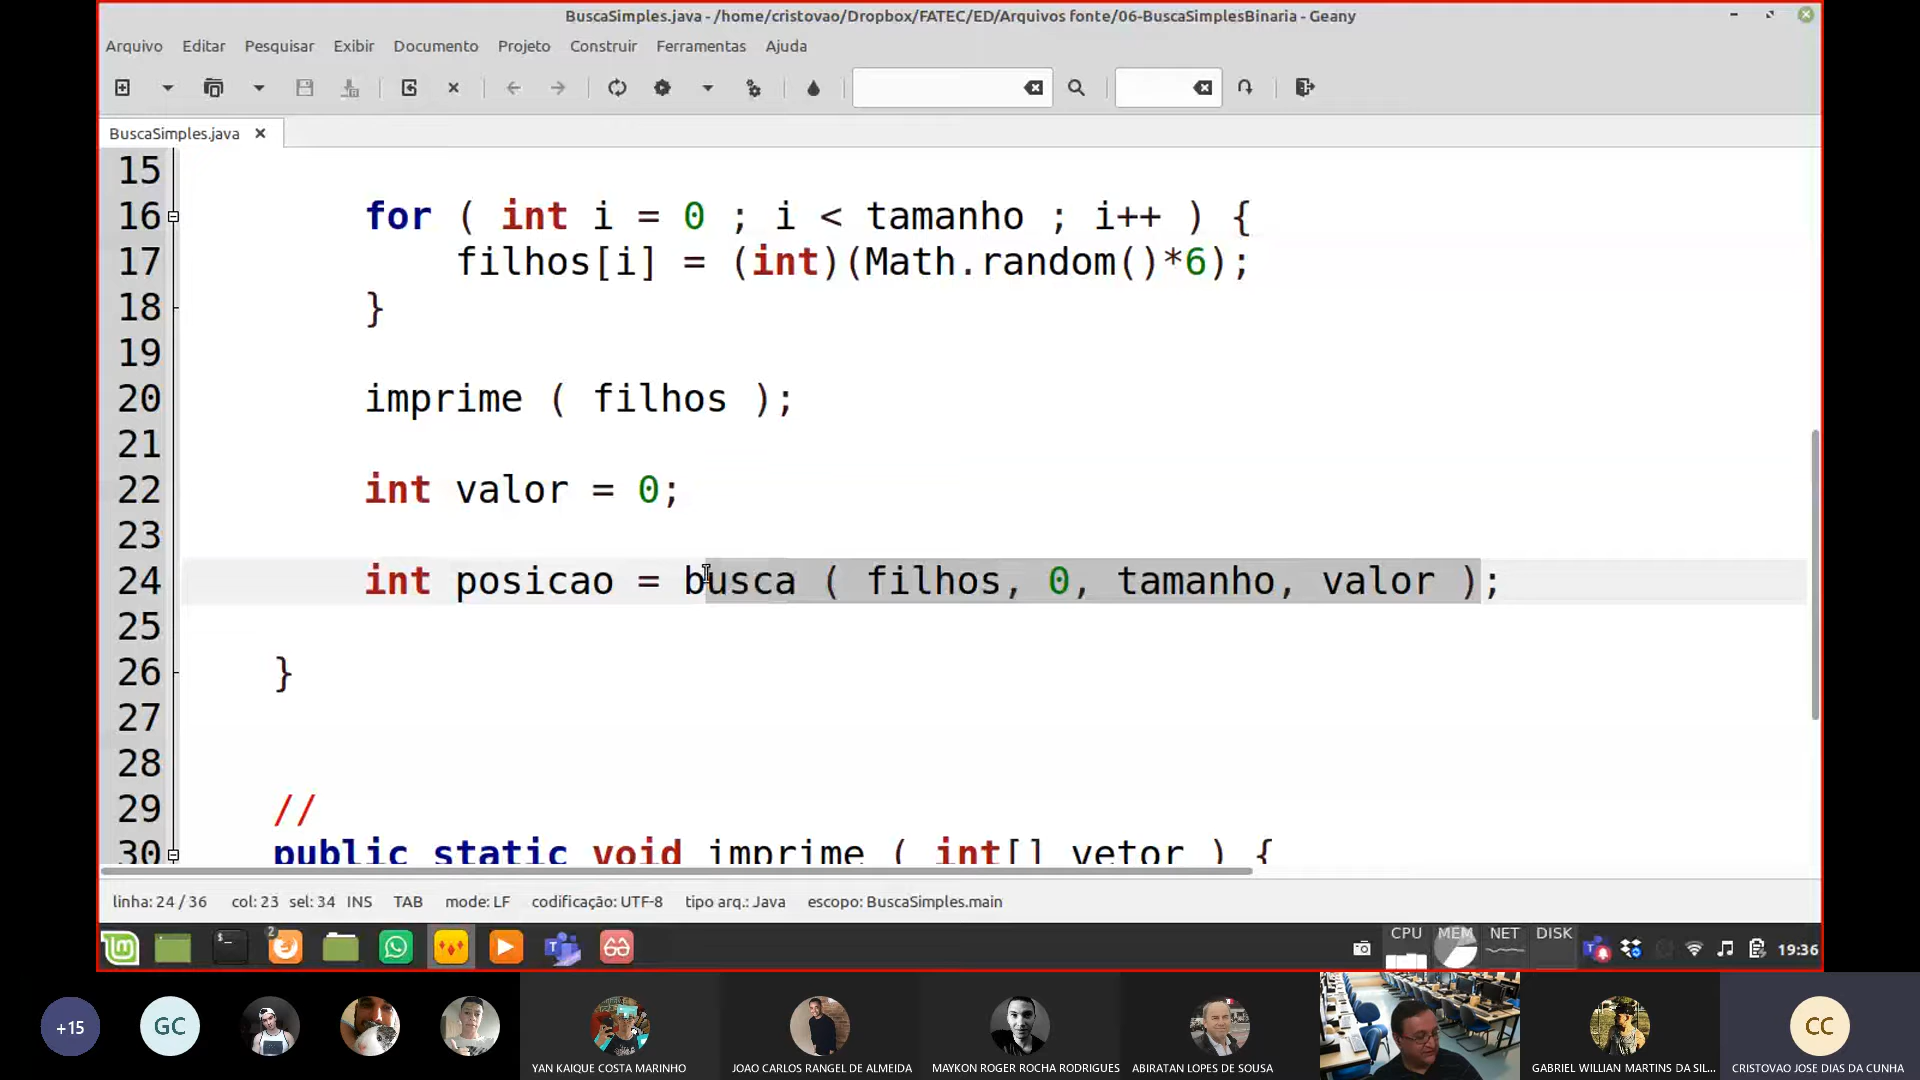 BuscaSimples.java - /home/cristovao/Dropbox/FATEC/ED/Arquivos fonte/06-BuscaSimplesBinaria - Geany
Arquivo Editar Pesquisar Exibir Documento Projeto Construir Ferramentas Ajuda
BuscaSimples.java
15
16 for ( int i = 0 ; i < tamanho ; i++ ) {
17 filhos[i] = (int)(Math.random()*6);
18 }
19
20 imprime ( filhos );
21
22 int valor = 0;
23
24 int posicao = busca ( filhos, 0, tamanho, valor );
25
26 }
27
28
29 //
30 public static void imprime ( int[] vetor ) {
linha: 24 / 36 col: 23 sel: 34 INS TAB mode: LF codificação: UTF-8 tipo arq.: Java escopo: BuscaSimples.main
2 CPU MEM NET DISK 19:36
+15 GC CC
YAN KAIQUE COSTA MARINHO JOAO CARLOS RANGEL DE ALMEIDA MAYKON ROGER ROCHA RODRIGUES ABIRATAN LOPES DE SOUSA GABRIEL WILLIAN MARTINS DA SIL... CRISTOVAO JOSE DIAS DA CUNHA